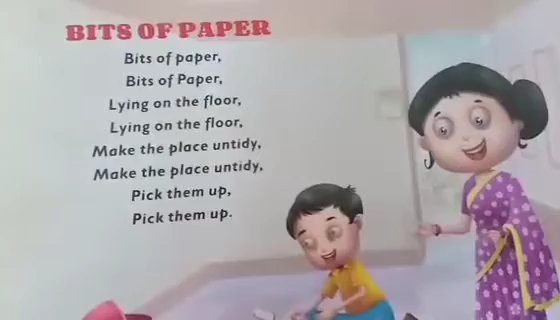 BITS OF PAPER
Bits of paper,
Bits of Paper,
Lying on the floor,
Lying on the floor,
Make the place untidy,
Make the place untidy,
Pick them up,
Pick them up.